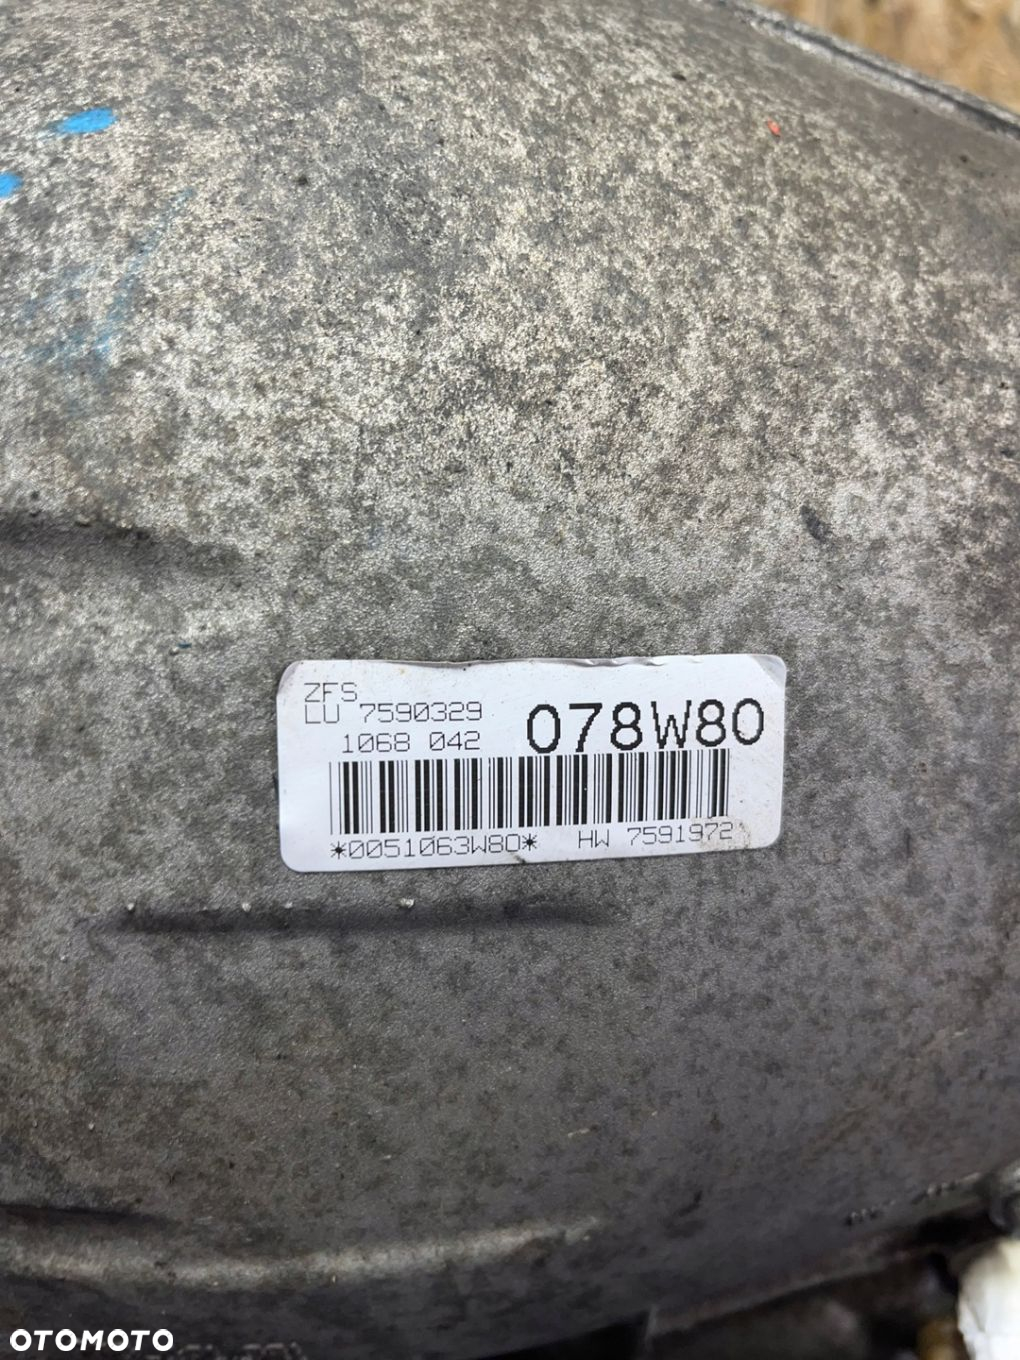 ZFS
LU 7590329
1068 042
078W80
*0051063W80* HW 7591972
OTOMOTO